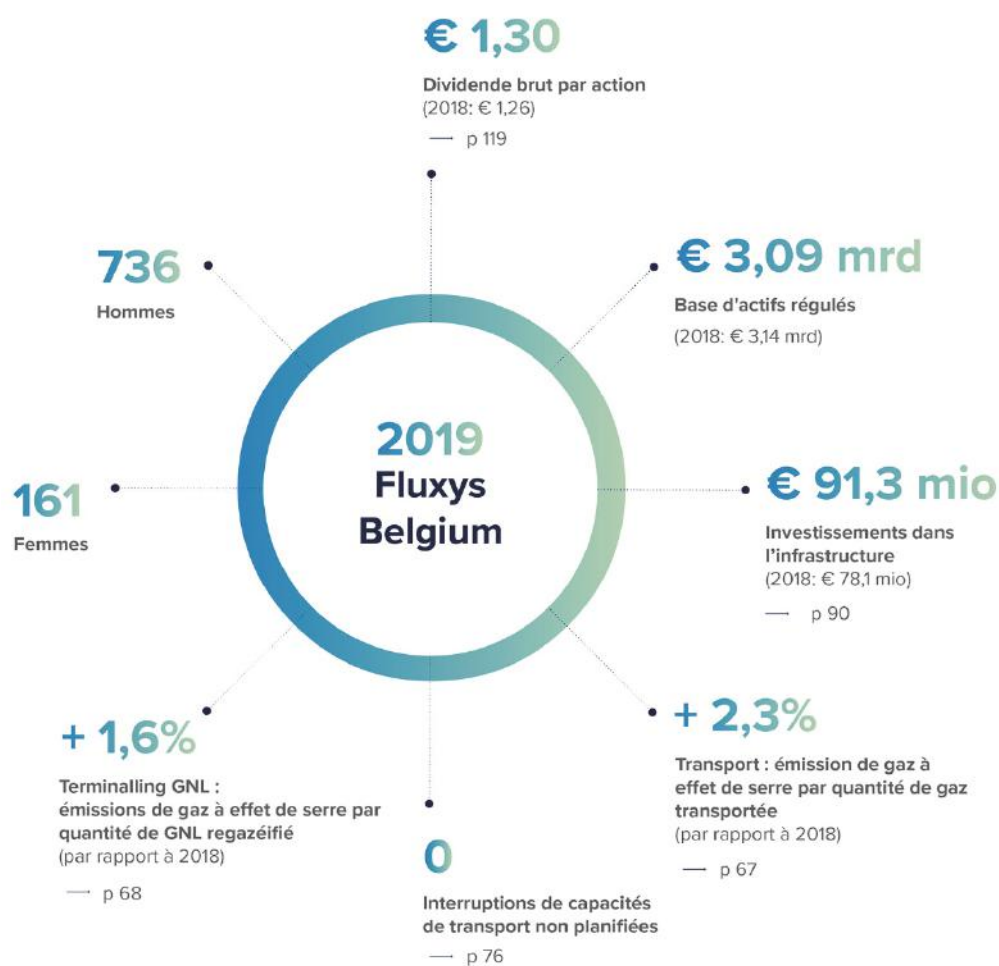 € 1,30
Dividende brut par action
(2018: € 1,26)
— p 119
736
Hommes
€ 3,09 mrd
Base d'actifs régulés
(2018: € 3,14 mrd)
2019
Fluxys
Belgium
161
Femmes
€ 91,3 mio
Investissements dans
l'infrastructure
(2018: € 78,1 mio)
— p 90
+ 1,6%
Terminalling GNL :
émissions de gaz à effet de serre par
quantité de GNL regazéifié
(par rapport à 2018)
— p 68
+ 2,3%
Transport : émission de gaz à
effet de serre par quantité de gaz
transportée
(par rapport à 2018)
— p 67
0
Interruptions de capacités
de transport non planifiées
— p 76